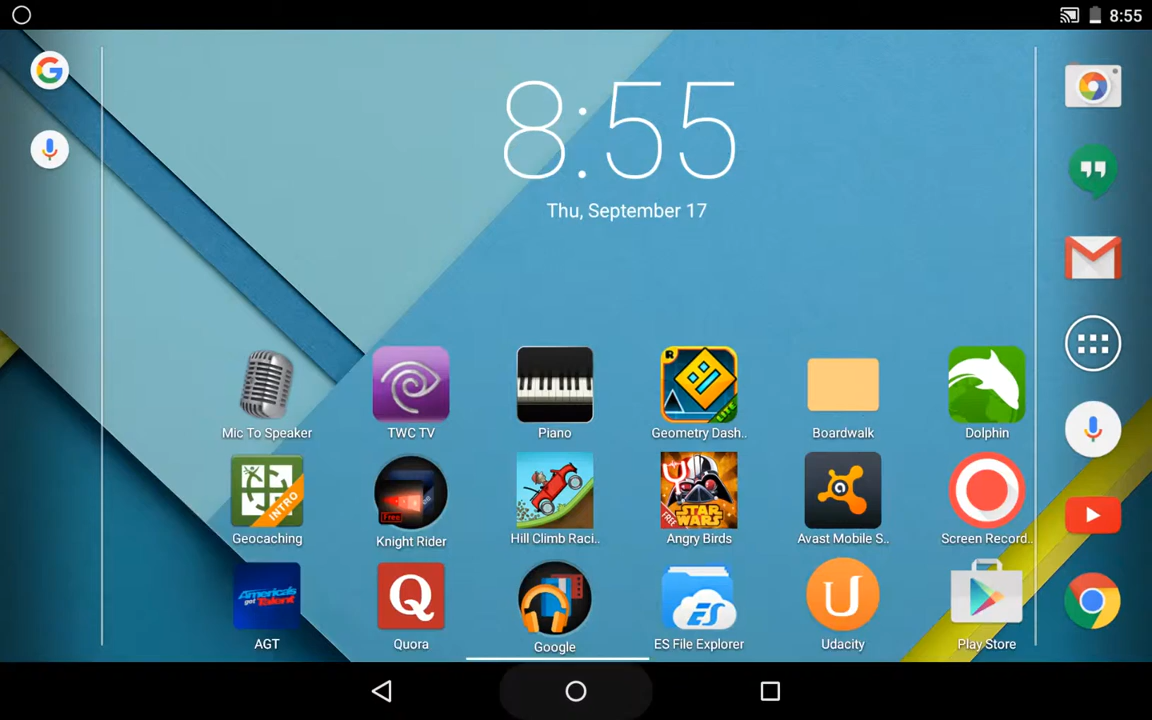 8:55
8:55
Thu, September 17
Mic To Speaker
TWC TV
Piano
Geometry Dash..
Boardwalk
Dolphin
R
LITE
INTRO
Free
FREE
STAR WARS
a
Geocaching
Knight Rider
Hill Climb Raci..
Angry Birds
Avast Mobile S..
Screen Record..
America's got Talent
Q
ES
U
AGT
Quora
Google
ES File Explorer
Udacity
Play Store